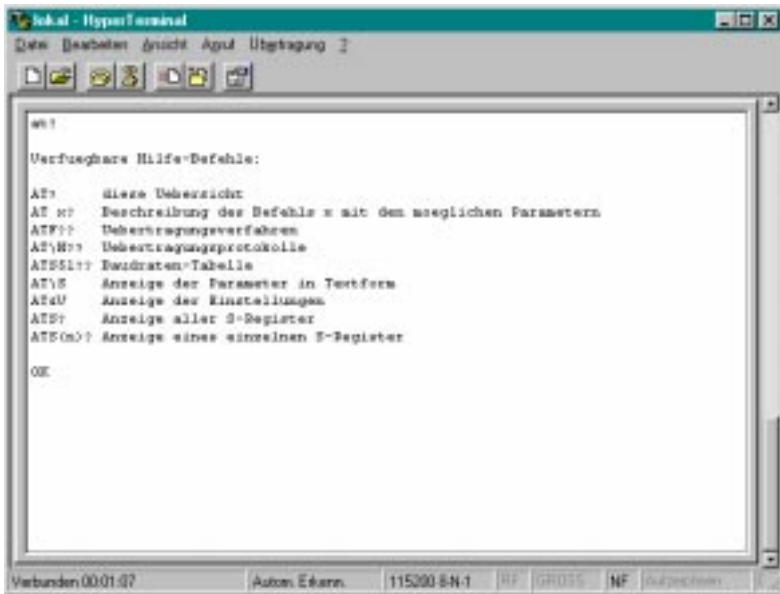 lokal - HyperTerminal
Datei Bearbeiten Ansicht Anruf Übertragung ?
at?
Verfuegbare Hilfe-Befehle:
AT? diese Uebersicht
AT x? Beschreibung des Befehls x mit den moeglichen Parametern
ATF?? Uebertragungsverfahren
AT\N?? Uebertragungsprotokolle
ATS51?? Baudraten-Tabelle
AT\S Anzeige der Parameter in Textform
AT&V Anzeige der Einstellungen
ATS? Anzeige aller S-Register
ATS(n)? Anzeige eines einzelnen S-Register
OK
Verbunden 00:01:07 Autom. Erkenn. 115200 8-N-1 RF GROSS NF Aufzeichnen